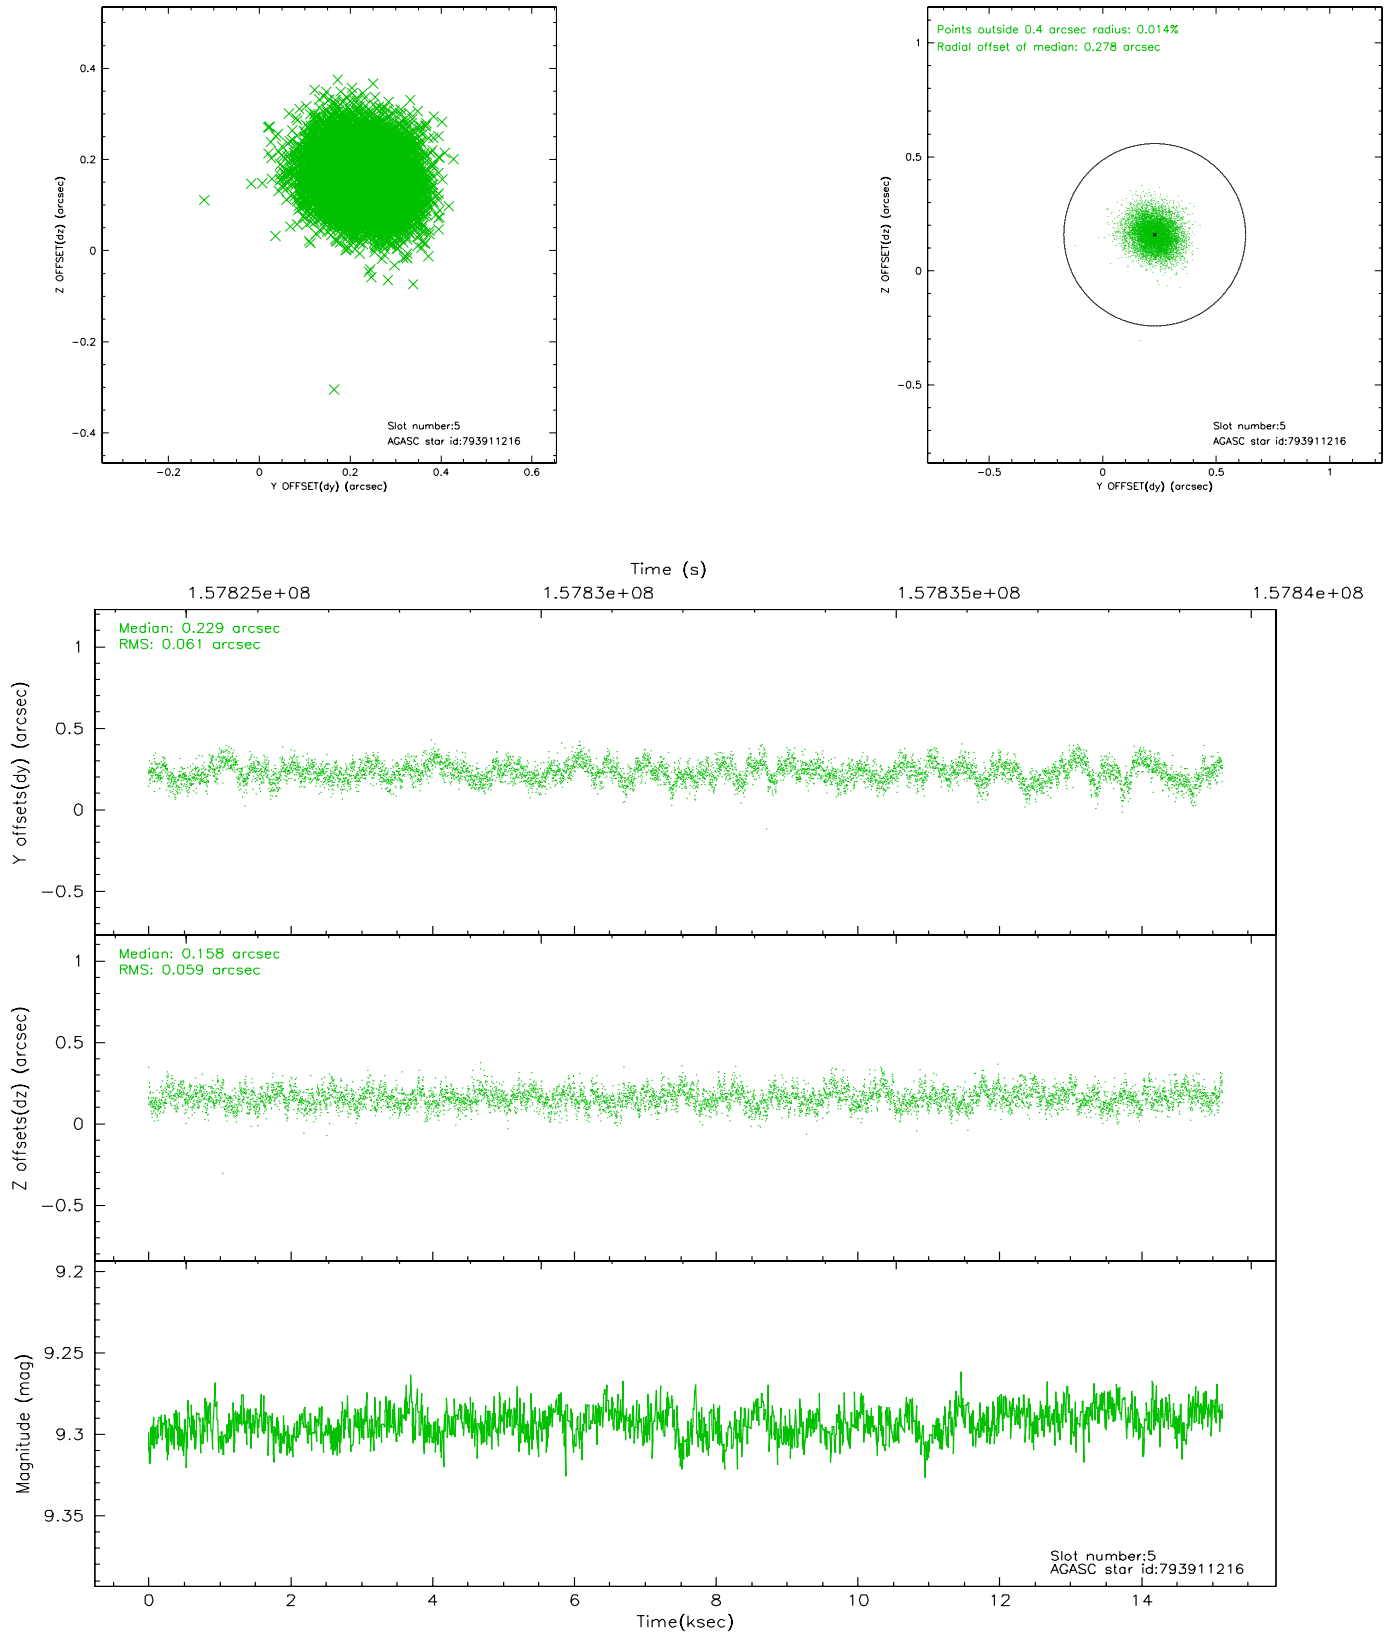 0.4
0.2
0
−0.2
−0.4
Z OFFSET(dz) (arcsec)
Slot number:5
AGASC star id:793911216
−0.2
0
0.2
0.4
0.6
Y OFFSET(dy) (arcsec)
Points outside 0.4 arcsec radius: 0.014%
Radial offset of median: 0.278 arcsec
1
0.5
0
−0.5
Z OFFSET(dz) (arcsec)
Slot number:5
AGASC star id:793911216
−0.5
0
0.5
1
Y OFFSET(dy) (arcsec)
Time (s)
1.57825e+08
1.5783e+08
1.57835e+08
1.5784e+08
Median: 0.229 arcsec
RMS: 0.061 arcsec
1
0.5
0
−0.5
Y offsets(dy) (arcsec)
Median: 0.158 arcsec
RMS: 0.059 arcsec
1
0.5
0
−0.5
Z offsets(dz) (arcsec)
9.2
9.25
9.3
9.35
Magnitude (mag)
Slot number:5
AGASC star id:793911216
0
2
4
6
8
10
12
14
Time(ksec)